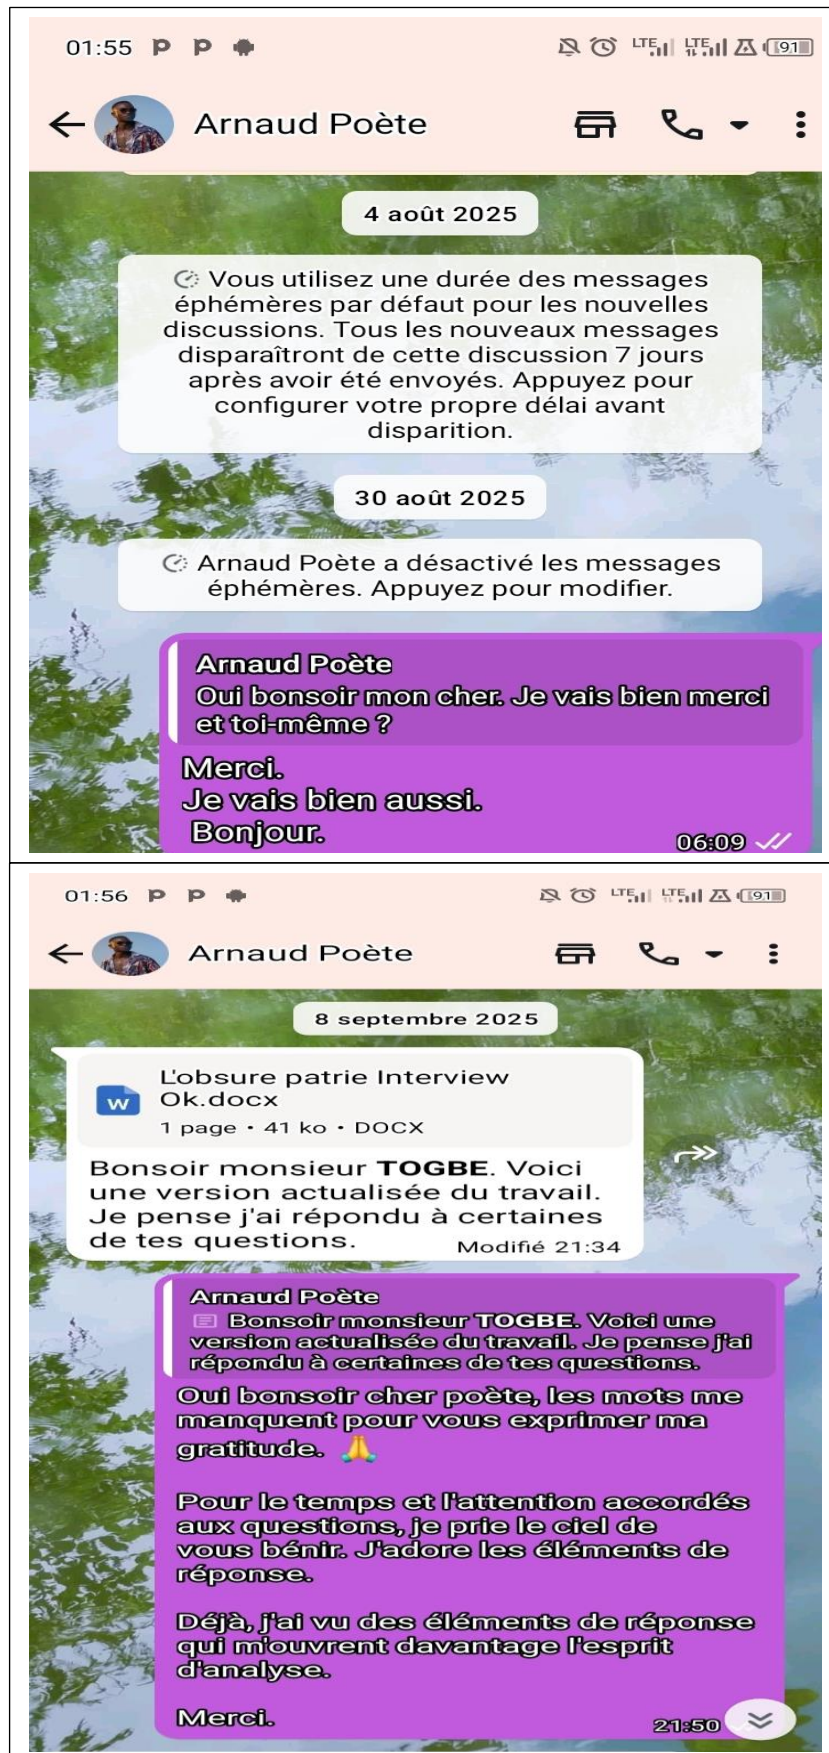 01:55 P P
LTE LTE 91
Arnaud Poète
4 août 2025
Vous utilisez une durée des messages
éphémères par défaut pour les nouvelles
discussions. Tous les nouveaux messages
disparaîtront de cette discussion 7 jours
après avoir été envoyés. Appuyez pour
configurer votre propre délai avant
disparition.
30 août 2025
Arnaud Poète a désactivé les messages
éphémères. Appuyez pour modifier.
Arnaud Poète
Oui bonsoir mon cher. Je vais bien merci
et toi-même ?
Merci.
Je vais bien aussi.
Bonjour.
06:09
01:56 P P
LTE LTE 91
Arnaud Poète
8 septembre 2025
L'obsure patrie Interview
Ok.docx
W
1 page • 41 ko • DOCX
Bonsoir monsieur TOGBE. Voici
une version actualisée du travail.
Je pense j'ai répondu à certaines
de tes questions.
Modifié 21:34
Arnaud Poète
Bonsoir monsieur TOGBE. Voici une
version actualisée du travail. Je pense j'ai
répondu à certaines de tes questions.
Oui bonsoir cher poète, les mots me
manquent pour vous exprimer ma
gratitude. 🙏
Pour le temps et l'attention accordés
aux questions, je prie le ciel de
vous bénir. J'adore les éléments de
réponse.
Déjà, j'ai vu des éléments de réponse
qui m'ouvrent davantage l'esprit
d'analyse.
Merci.
21:50